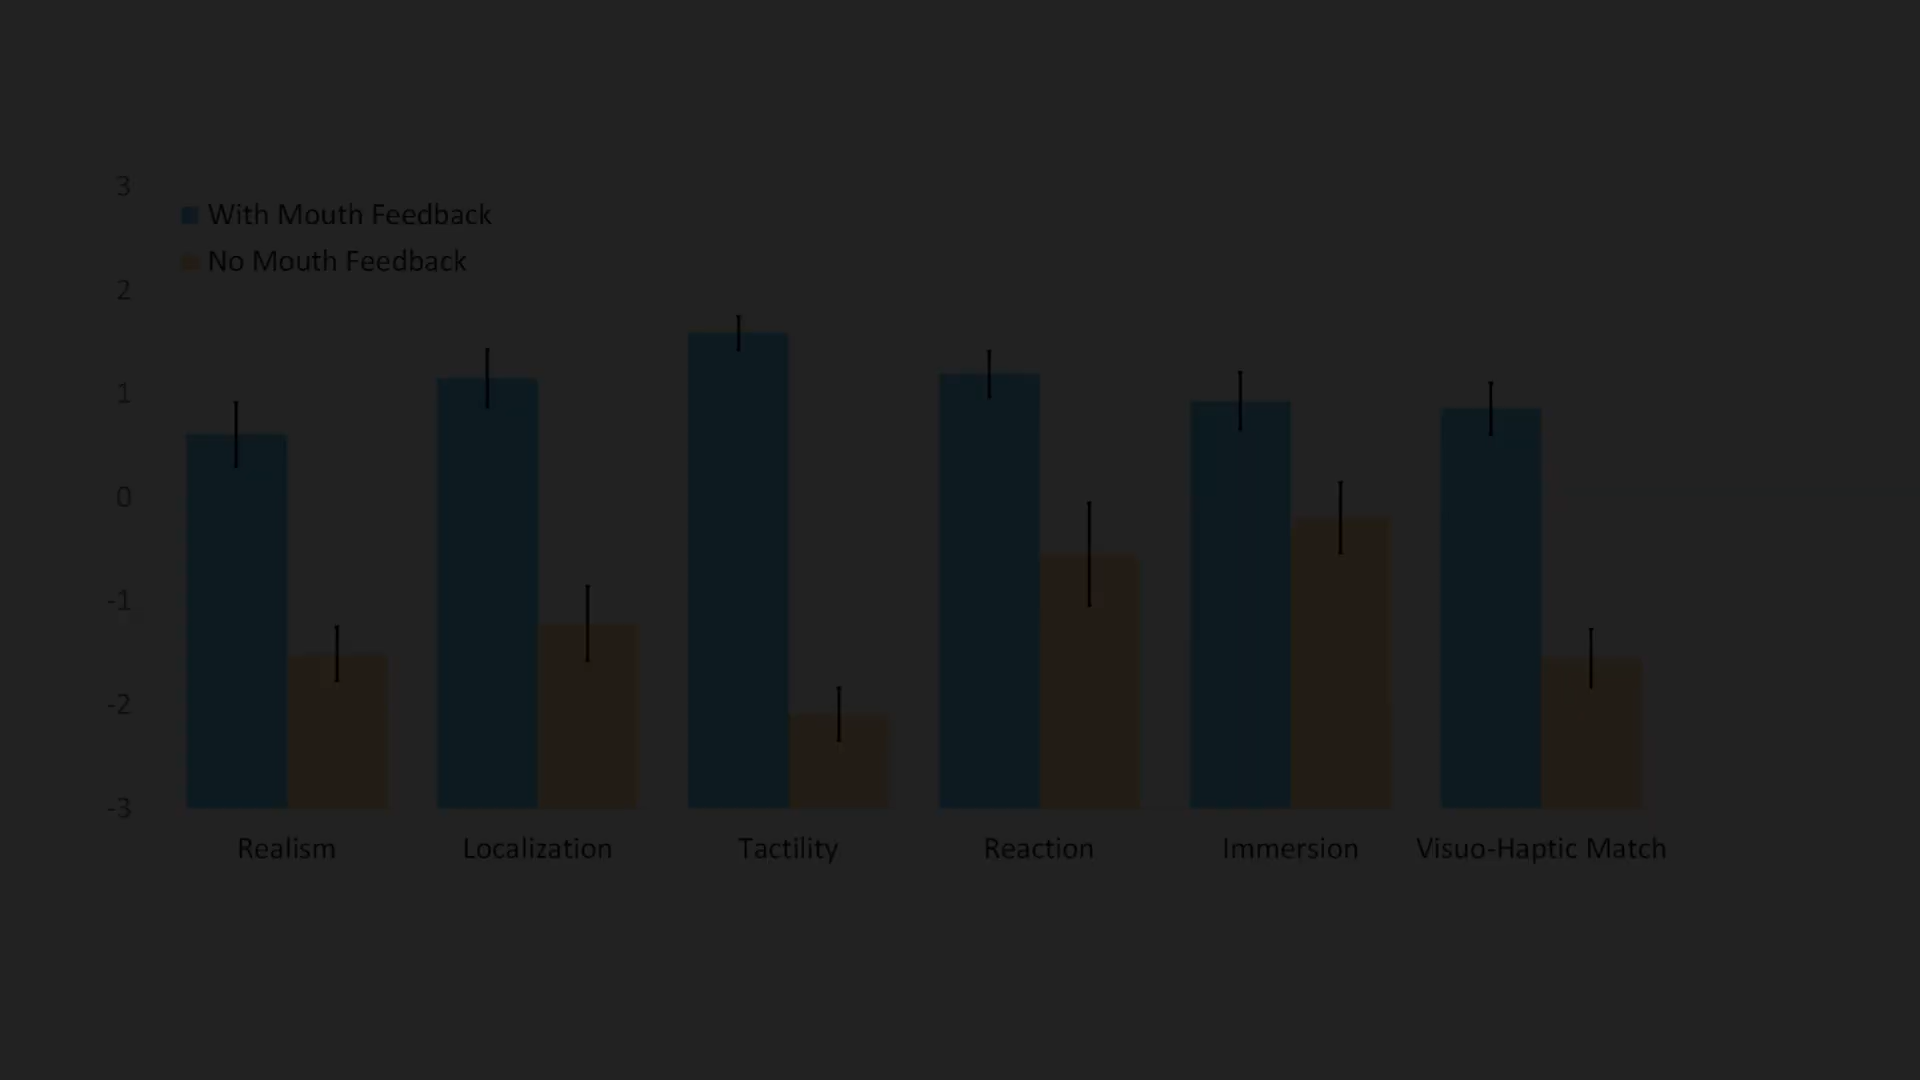 3
With Mouth Feedback
No Mouth Feedback
2
1
0
-1
-2
-3
Realism
Localization
Tactility
Reaction
Immersion
Visuo-Haptic Match